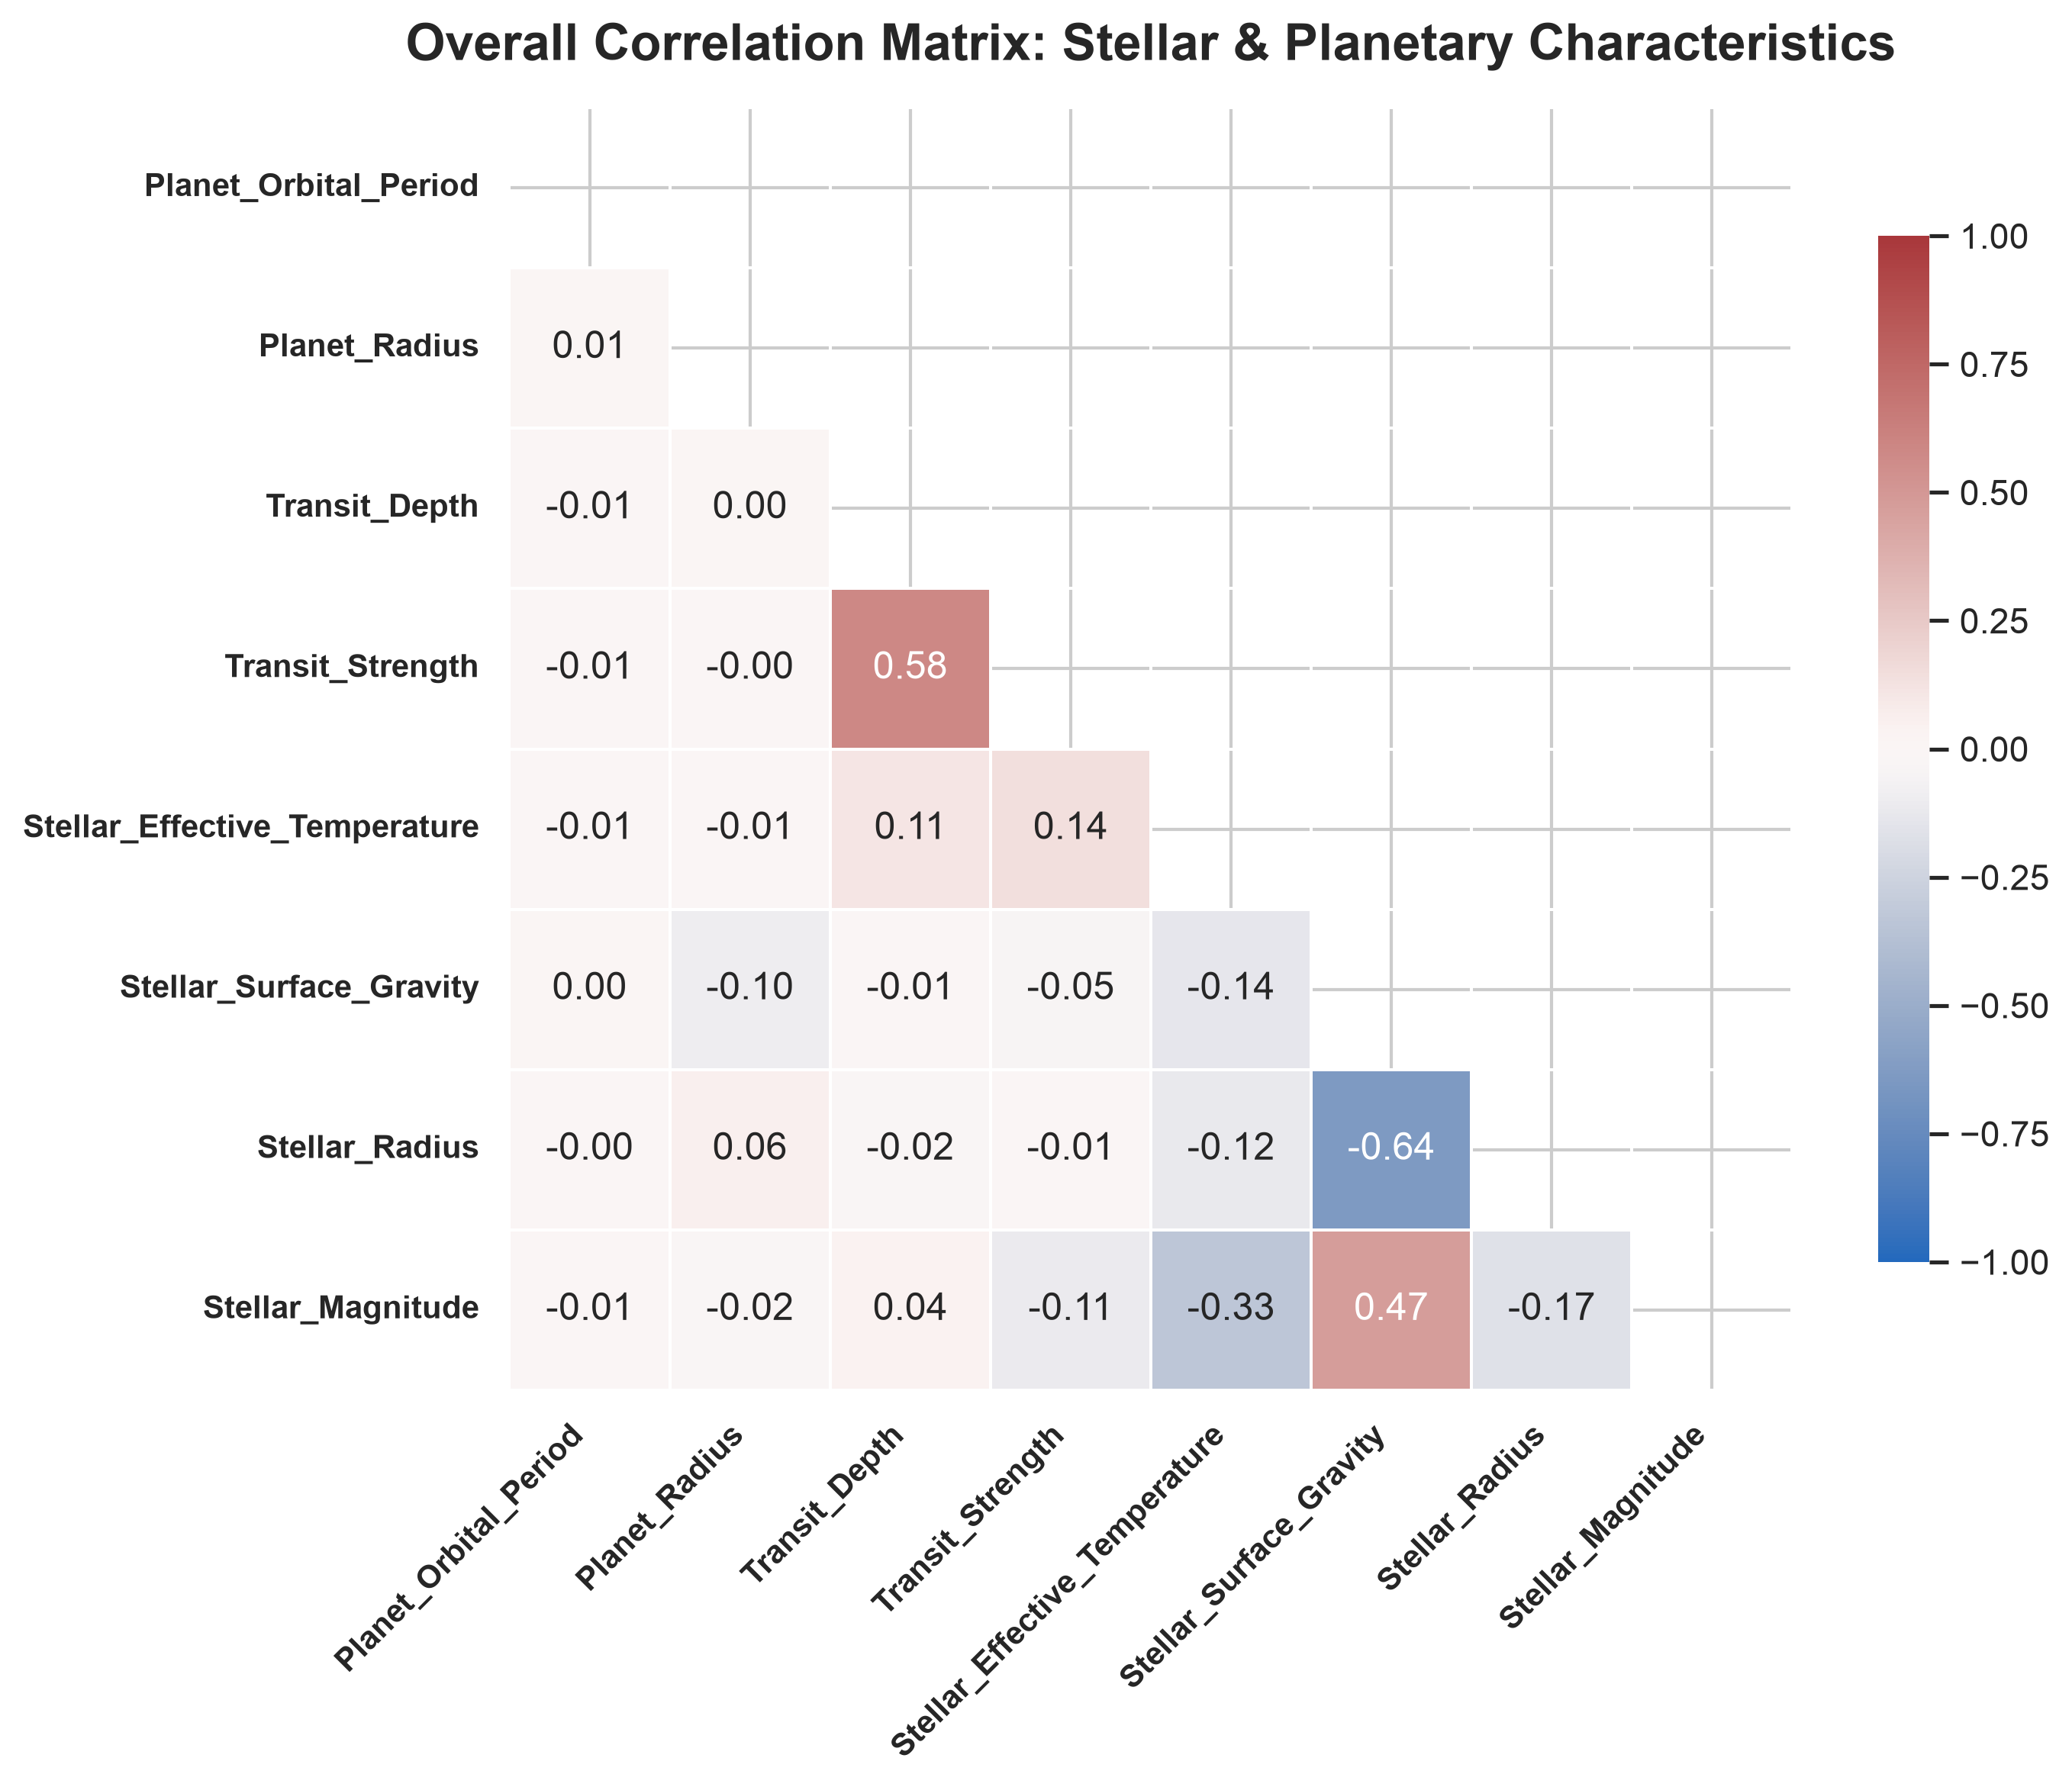 Overall Correlation Matrix: Stellar & Planetary Characteristics
Planet_Orbital_Period
Planet_Radius 0.01
Transit_Depth -0.01 0.00
Transit_Strength -0.01 -0.00 0.58
Stellar_Effective_Temperature -0.01 -0.01 0.11 0.14
Stellar_Surface_Gravity 0.00 -0.10 -0.01 -0.05 -0.14
Stellar_Radius -0.00 0.06 -0.02 -0.01 -0.12 -0.64
Stellar_Magnitude -0.01 -0.02 0.04 -0.11 -0.33 0.47 -0.17
Planet_Orbital_Period
Planet_Radius
Transit_Depth
Transit_Strength
Stellar_Effective_Temperature
Stellar_Surface_Gravity
Stellar_Radius
Stellar_Magnitude
1.00
0.75
0.50
0.25
0.00
−0.25
−0.50
−0.75
−1.00